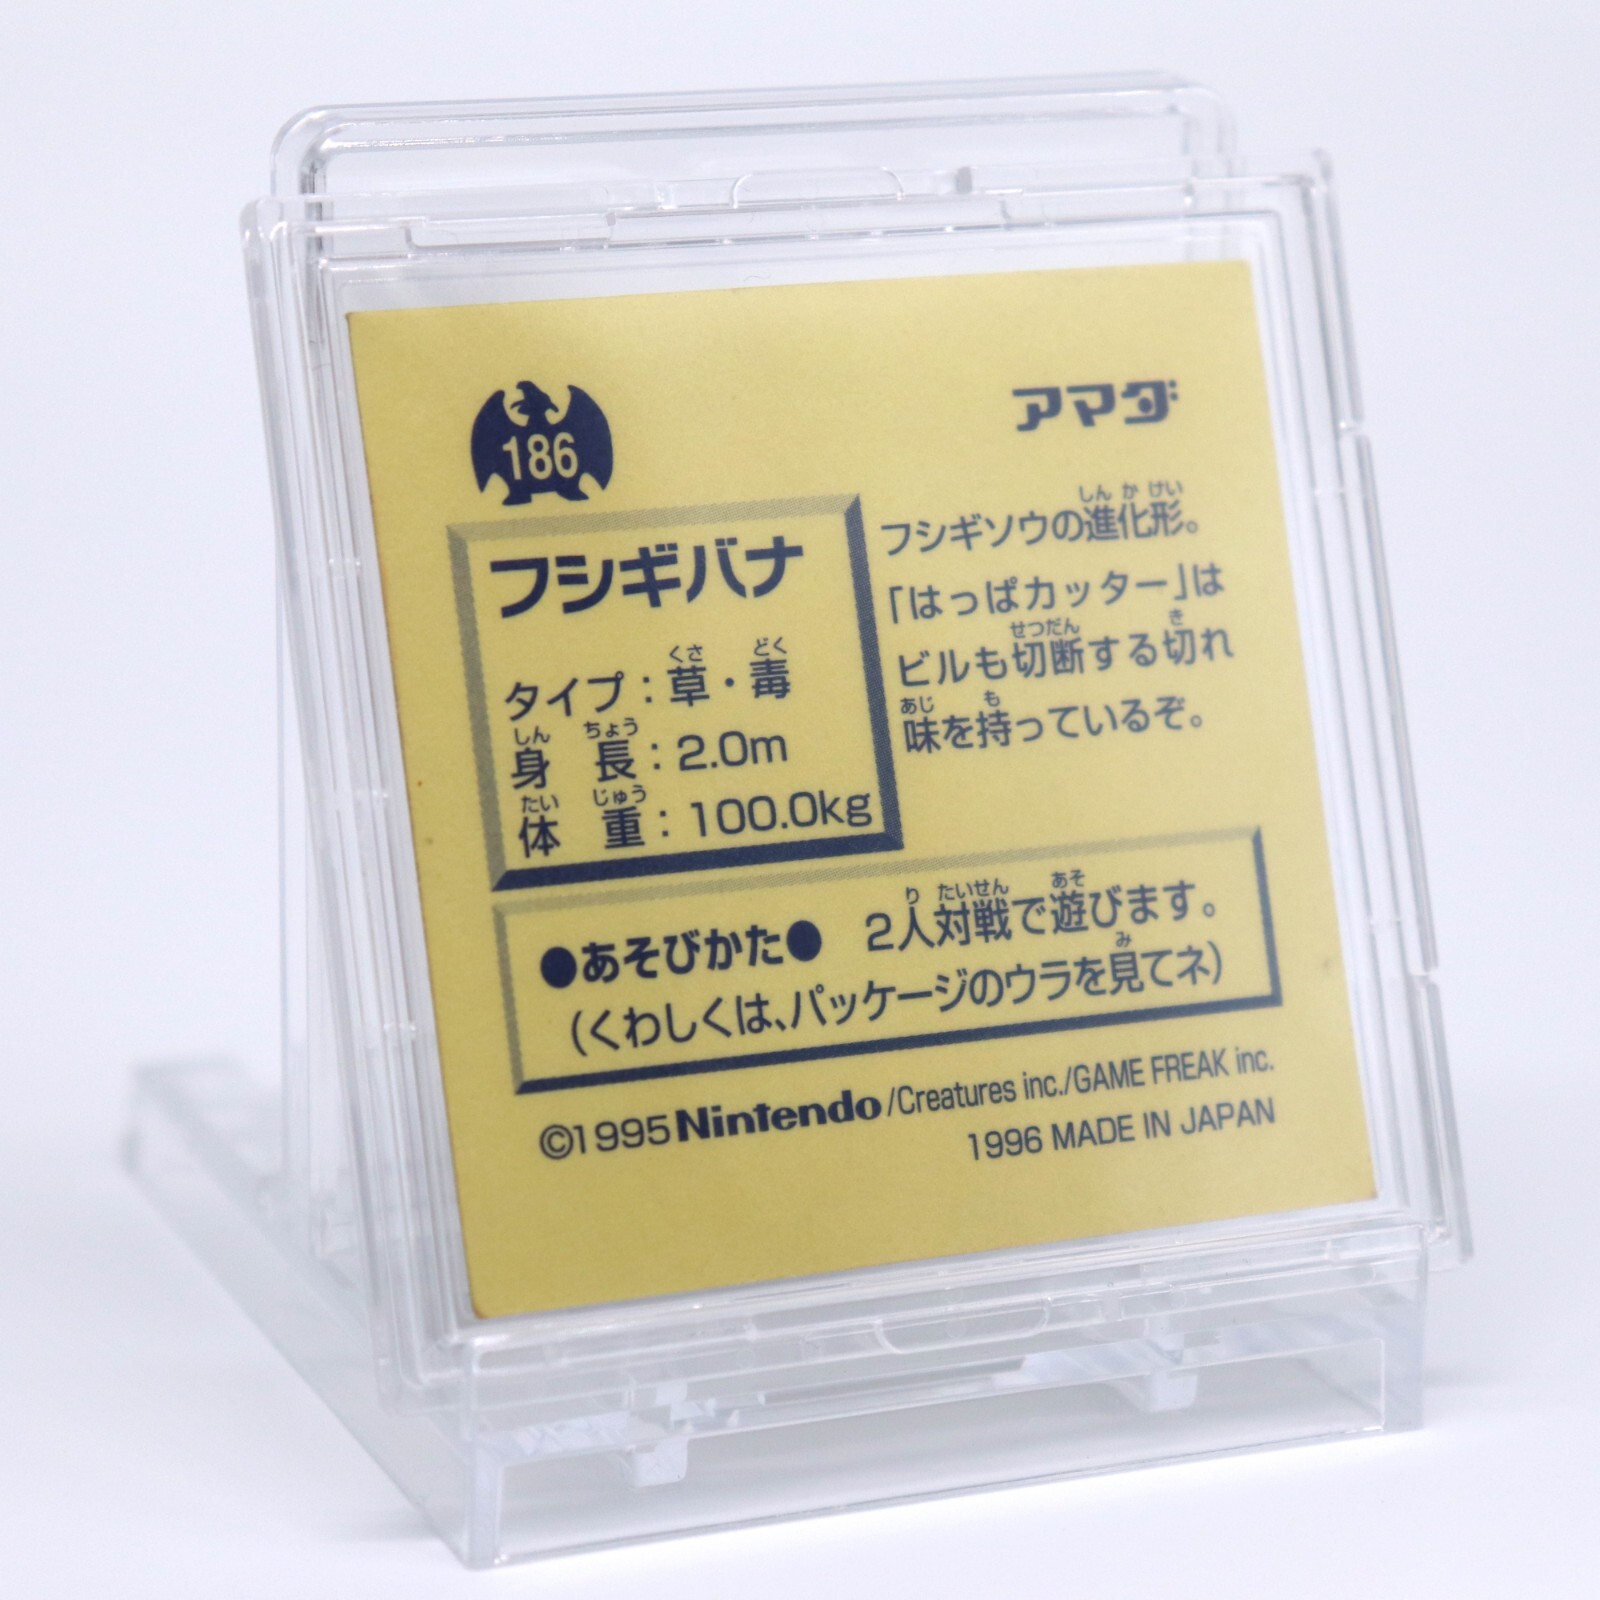 186
アマダ
フシギバナ
タイプ：草・毒
身長：2.0m
体重：100.0kg
フシギソウの進化形。
「はっぱカッター」は
ビルも切断する切れ
味を持っているぞ。
●あそびかた● 2人対戦で遊びます。
(くわしくは、パッケージのウラを見てネ)
©1995 Nintendo/Creatures inc./GAME FREAK inc.
1996 MADE IN JAPAN